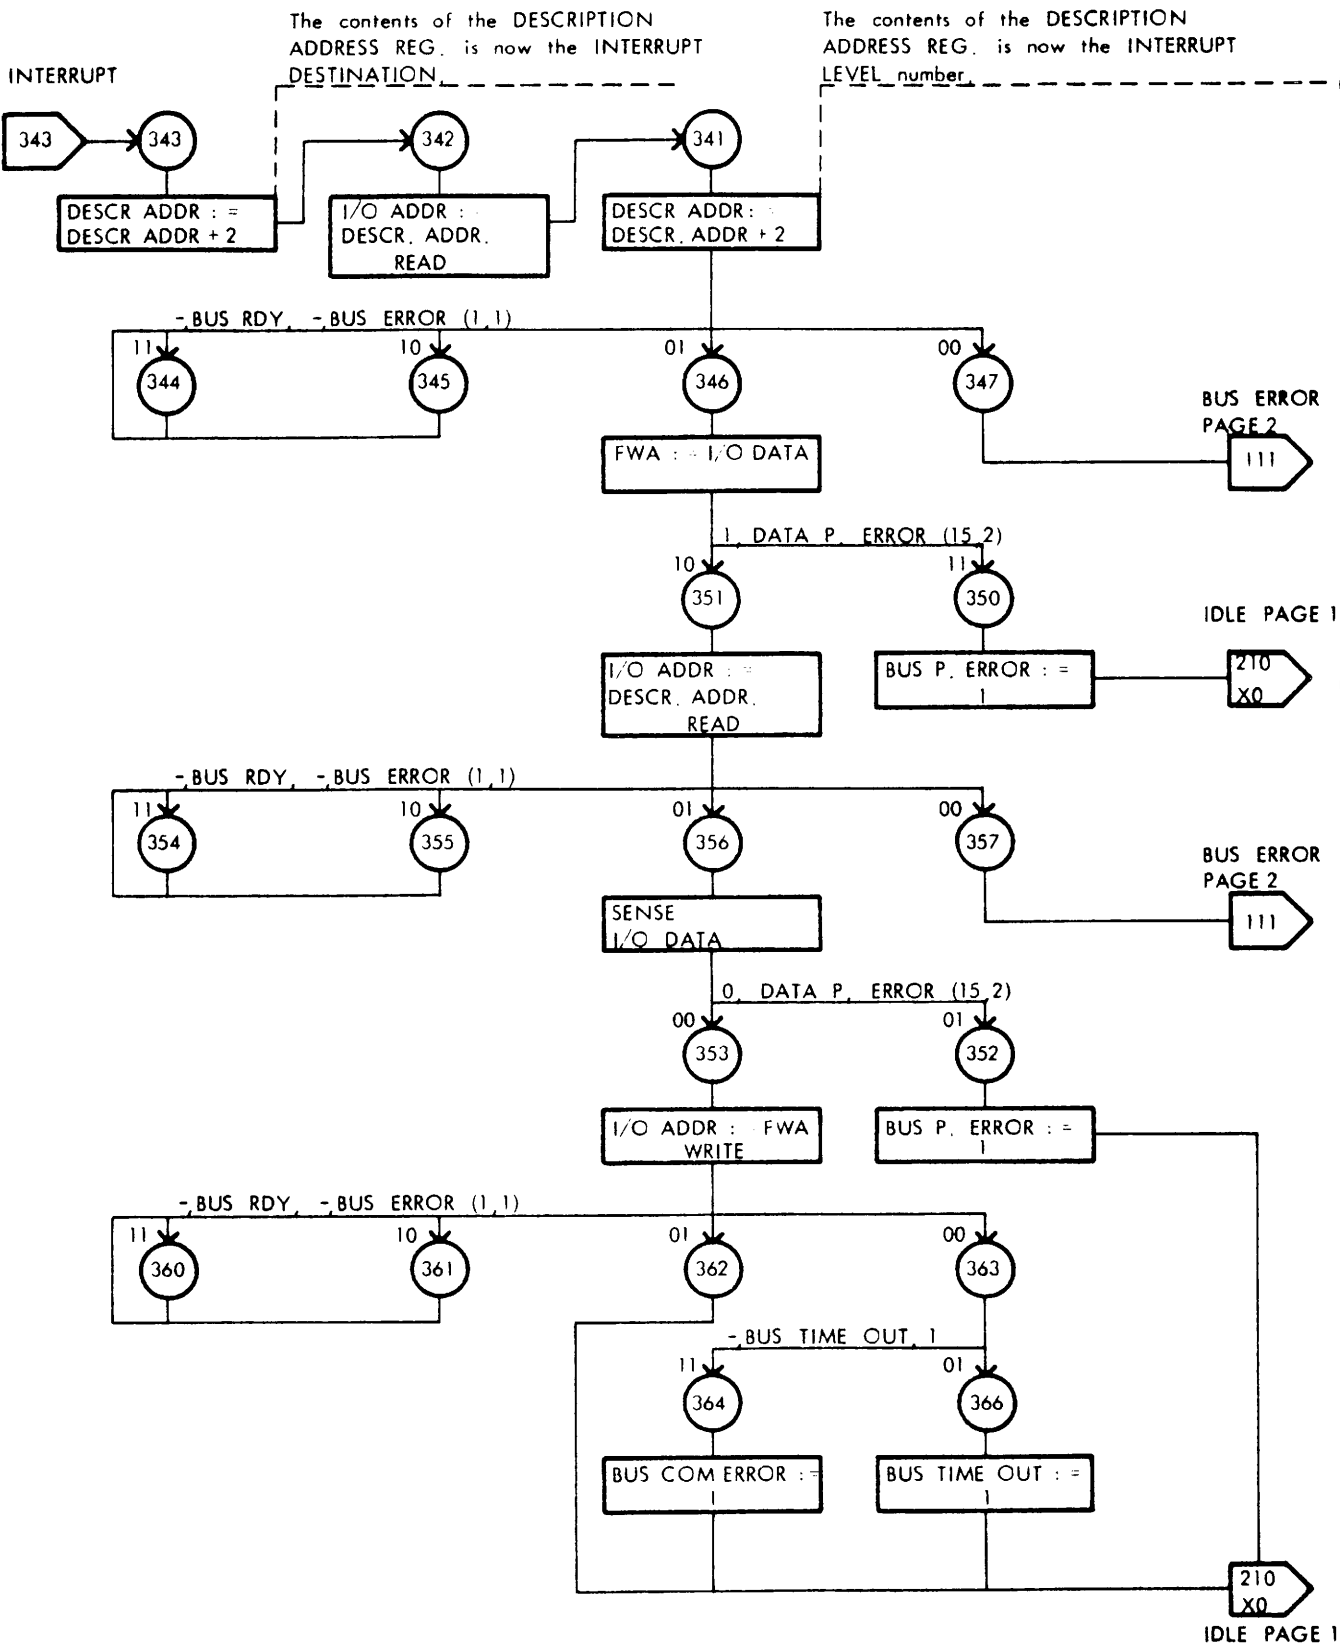 The contents of the DESCRIPTION
ADDRESS REG. is now the INTERRUPT
DESTINATION.
The contents of the DESCRIPTION
ADDRESS REG. is now the INTERRUPT
LEVEL number.
INTERRUPT
343
343
342
341
DESCR ADDR : =
DESCR ADDR + 2
I/O ADDR : -
DESCR. ADDR.
READ
DESCR ADDR: =
DESCR. ADDR + 2
-,BUS RDY, -,BUS ERROR (1,1)
11
10
01
00
344
345
346
347
BUS ERROR
PAGE 2
111
FWA : = I/O DATA
1, DATA P. ERROR (15,2)
10
11
351
350
IDLE PAGE 1
I/O ADDR : =
DESCR. ADDR.
READ
BUS P. ERROR : =
1
210
X0
-,BUS RDY, -,BUS ERROR (1,1)
11
10
01
00
354
355
356
357
BUS ERROR
PAGE 2
111
SENSE
I/O DATA
0, DATA P. ERROR (15,2)
00
01
353
352
I/O ADDR : FWA
WRITE
BUS P. ERROR : =
1
-,BUS RDY, -,BUS ERROR (1,1)
11
10
01
00
360
361
362
363
-,BUS TIME OUT, 1
11
01
364
366
BUS COM ERROR : =
1
BUS TIME OUT : =
1
210
X0
IDLE PAGE 1